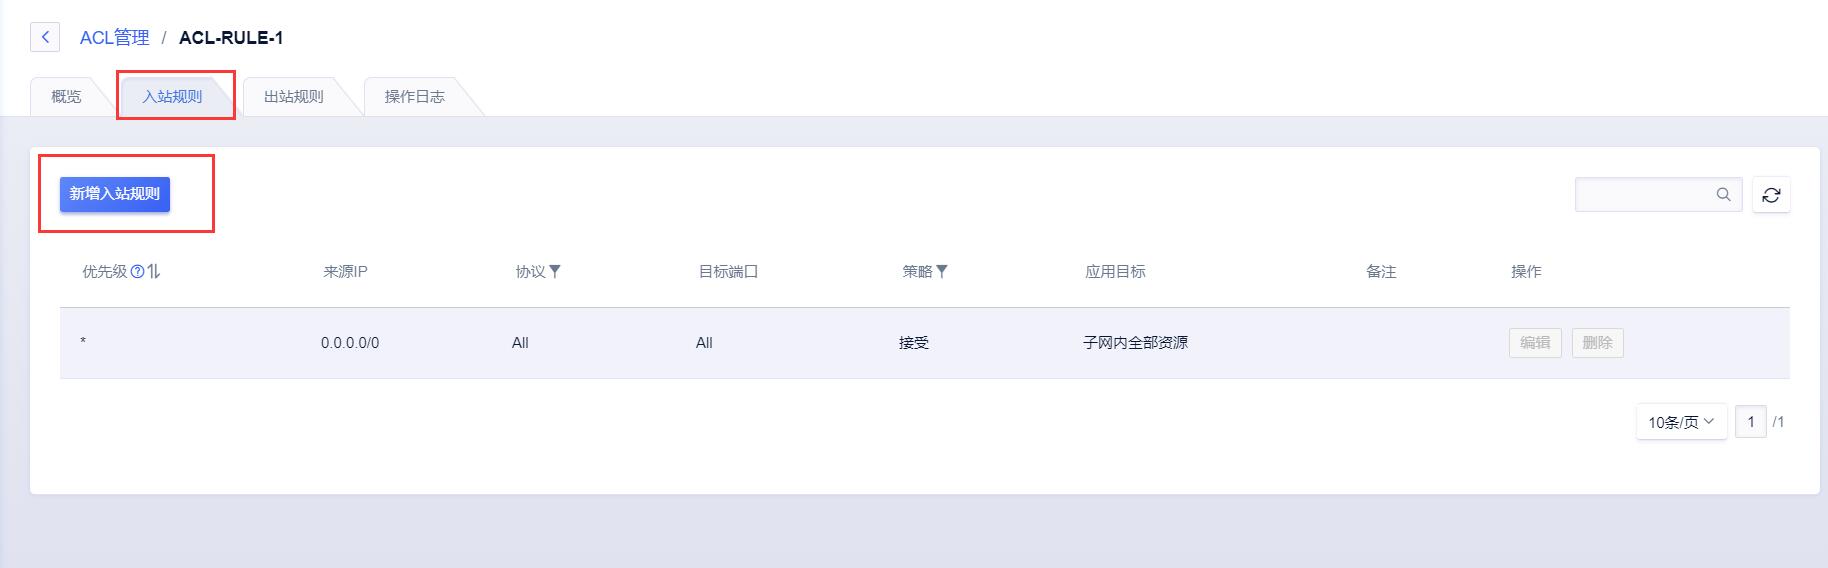 ACL管理 / ACL-RULE-1
概览 入站规则 出站规则 操作日志
新增入站规则
优先级 来源IP 协议 目标端口 策略 应用目标 备注 操作
* 0.0.0.0/0 All All 接受 子网内全部资源 编辑 删除
10条/页 1 /1